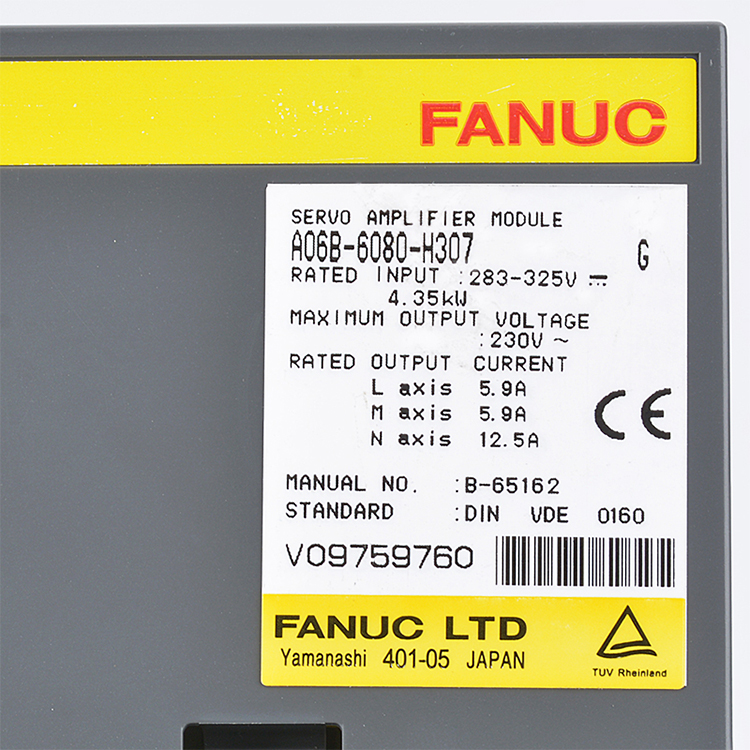 FANUC
SERVO AMPLIFIER MODULE
A06B-6080-H307 G
RATED INPUT :283-325V ⎓
4.35kW
MAXIMUM OUTPUT VOLTAGE
:230V ~
RATED OUTPUT CURRENT
L axis 5.9A
M axis 5.9A
N axis 12.5A
CE
MANUAL NO. :B-65162
STANDARD :DIN VDE 0160
V09759760
FANUC LTD
Yamanashi 401-05 JAPAN
TUV Rheinland